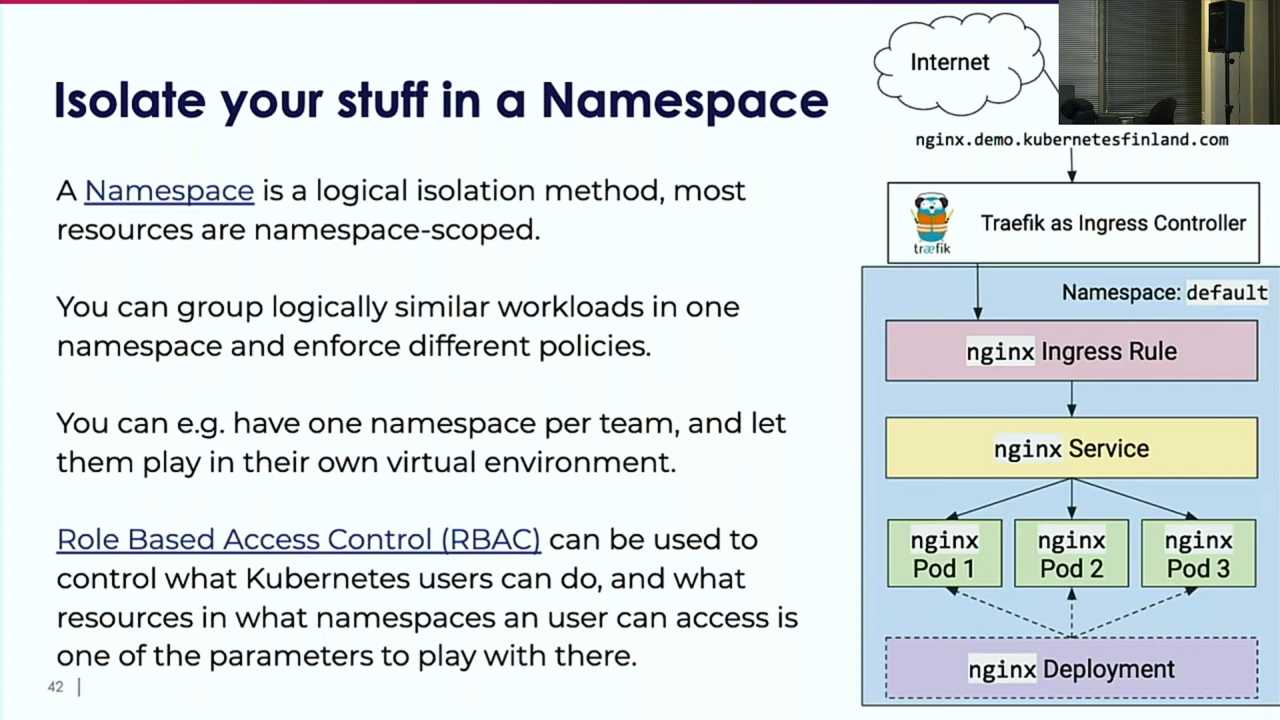 Isolate your stuff in a Namespace
A Namespace is a logical isolation method, most
resources are namespace-scoped.
You can group logically similar workloads in one
namespace and enforce different policies.
You can e.g. have one namespace per team, and let
them play in their own virtual environment.
Role Based Access Control (RBAC) can be used to
control what Kubernetes users can do, and what
resources in what namespaces an user can access is
one of the parameters to play with there.
42
Internet
nginx.demo.kubernetesfinland.com
træfik
Traefik as Ingress Controller
Namespace: default
nginx Ingress Rule
nginx Service
nginx
Pod 1
nginx
Pod 2
nginx
Pod 3
nginx Deployment